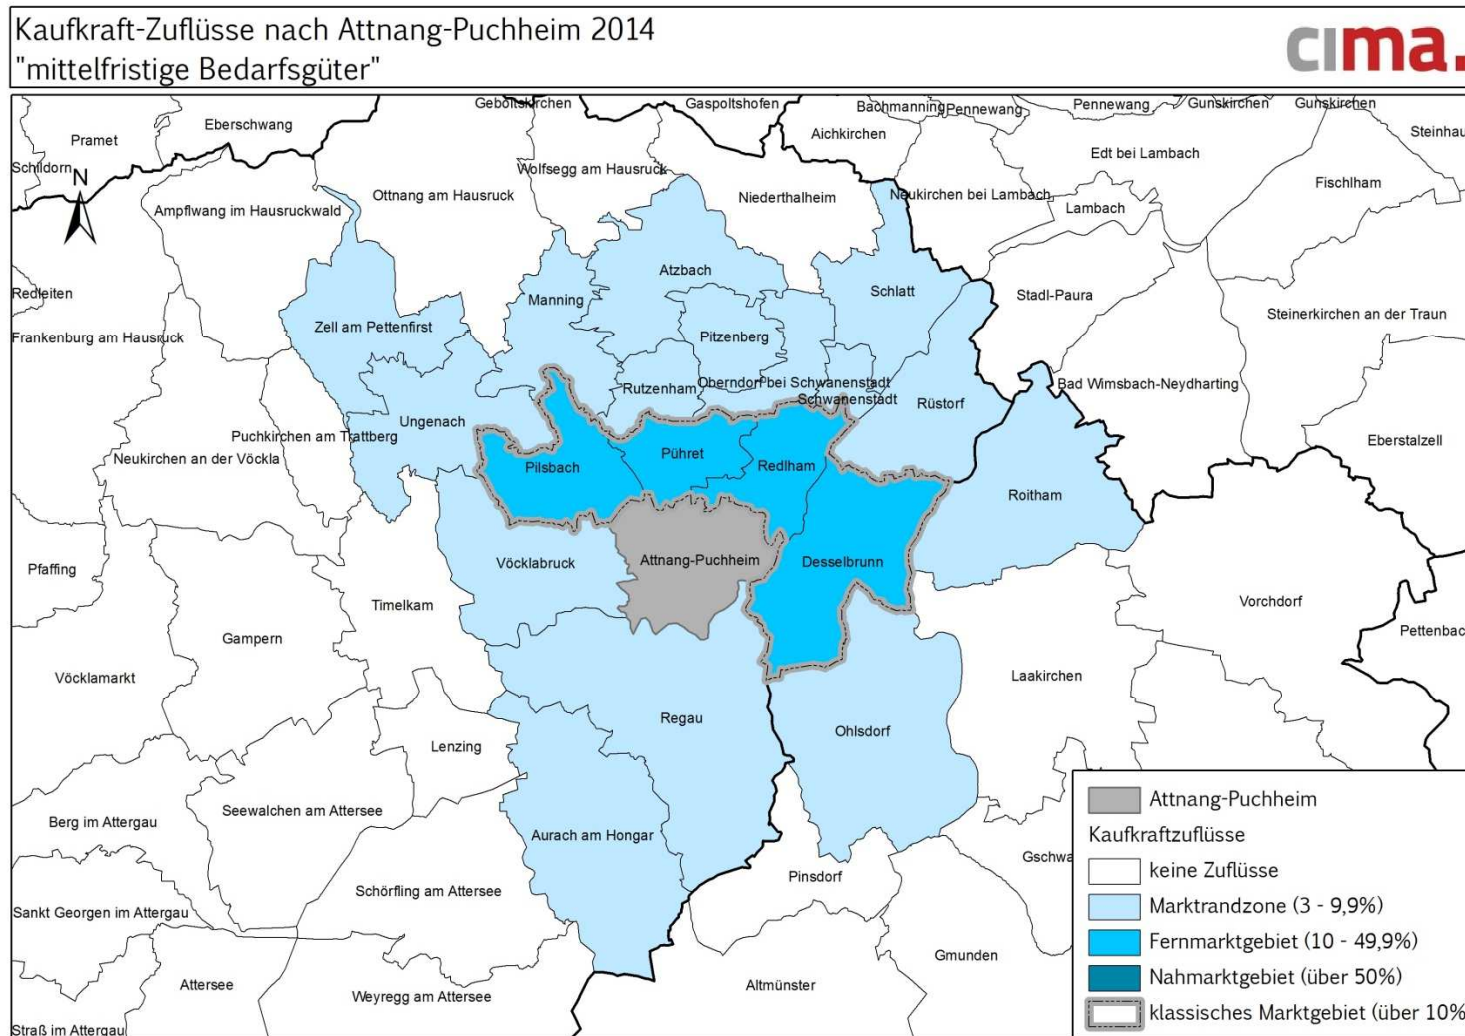 Kaufkraft-Zuflüsse nach Attnang-Puchheim 2014
"mittelfristige Bedarfsgüter"
cima.
Geboltskirchen
Gaspoltshofen
Bachmanning
Pennewang
Pennewang
Gunskirchen
Gunskirchen
Eberschwang
Aichkirchen
Steinhau
Pramet
Edt bei Lambach
Schildorn
Wolfsegg am Hausruck
N
Fischlham
Ottnang am Hausruck
Niederthalheim
Neukirchen bei Lambach
Ampflwang im Hausruckwald
Lambach
Atzbach
Redleiten
Manning
Schlatt
Stadl-Paura
Steinerkirchen an der Traun
Zell am Pettenfirst
Frankenburg am Hausruck
Pitzenberg
Oberndorf bei Schwanenstadt
Bad Wimsbach-Neydharting
Rutzenham
Schwanenstadt
Rüstorf
Ungenach
Puchkirchen am Trattberg
Eberstalzell
Neukirchen an der Vöckla
Pühret
Pilsbach
Redlham
Roitham
Attnang-Puchheim
Desselbrunn
Vöcklabruck
Pfaffing
Timelkam
Vorchdorf
Gampern
Pettenbac
Vöcklamarkt
Laakirchen
Regau
Ohlsdorf
Lenzing
Seewalchen am Attersee
Berg im Attergau
Aurach am Hongar
Gschwa
Pinsdorf
Schörfling am Attersee
Sankt Georgen im Attergau
Gmunden
Attersee
Altmünster
Weyregg am Attersee
Straß im Attergau
Attnang-Puchheim
Kaufkraftzuflüsse
keine Zuflüsse
Marktrandzone (3 - 9,9%)
Fernmarktgebiet (10 - 49,9%)
Nahmarktgebiet (über 50%)
klassisches Marktgebiet (über 10%